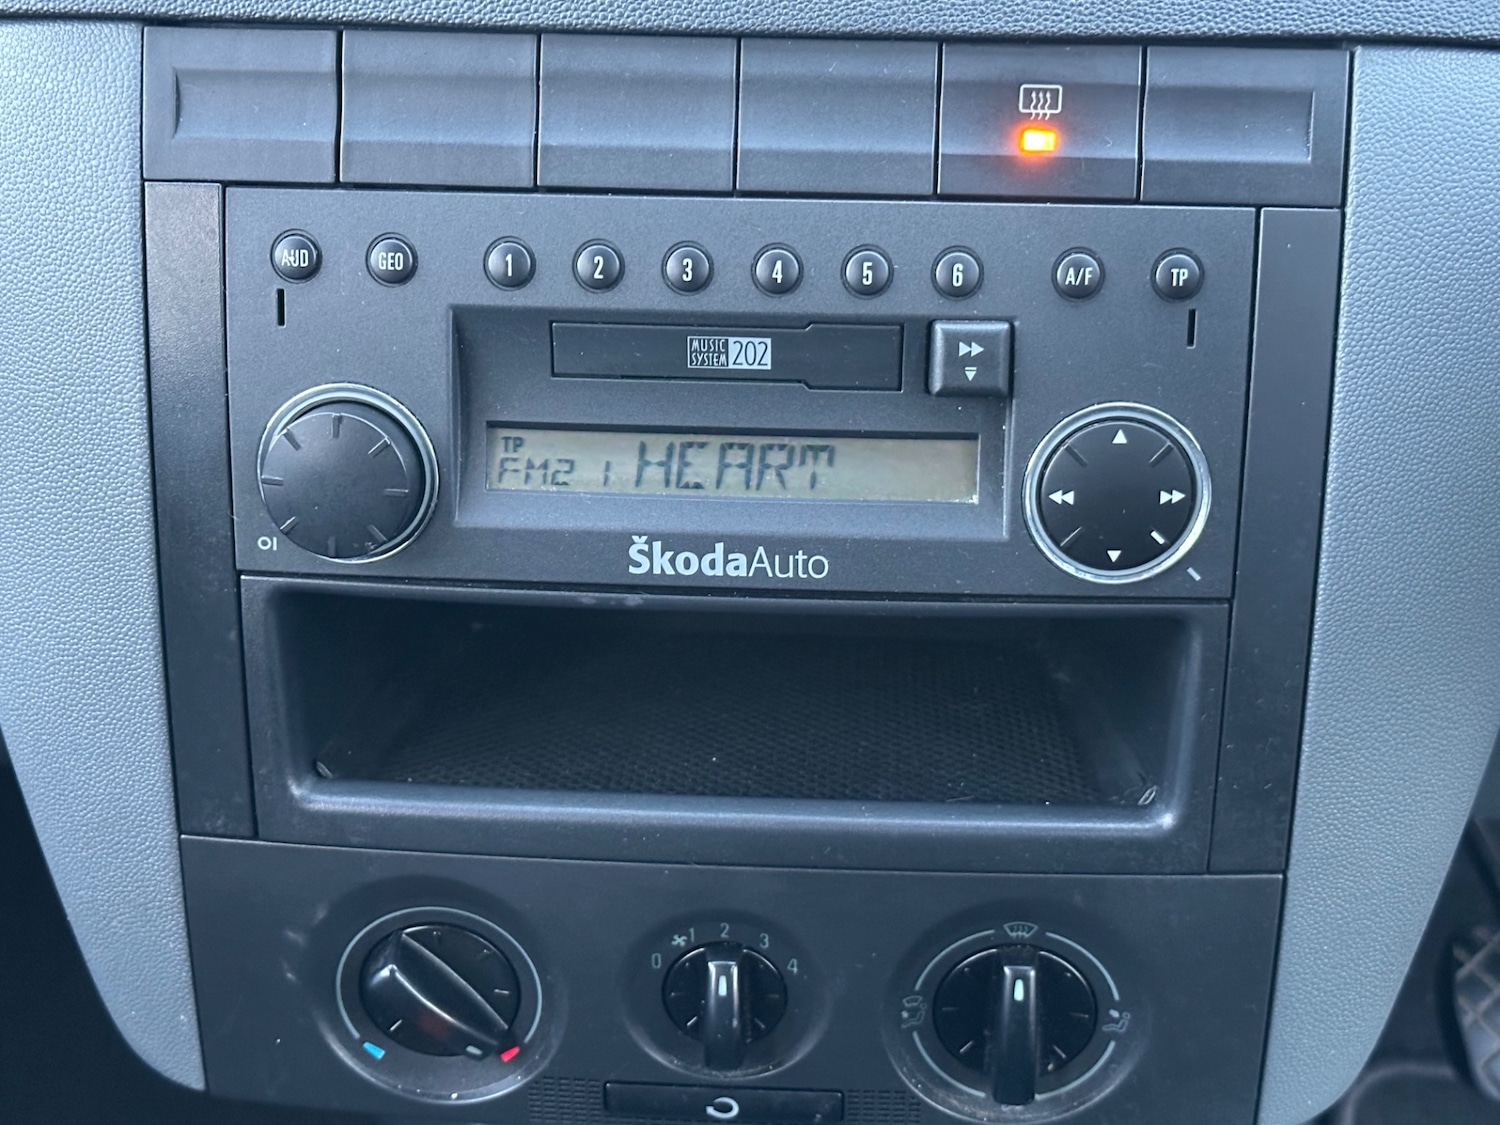 AUD GEO 1 2 3 4 5 6 A/F TP
MUSIC SYSTEM 202
TP
FM2 1 HEART
ŠkodaAuto
0 1 2 3 4